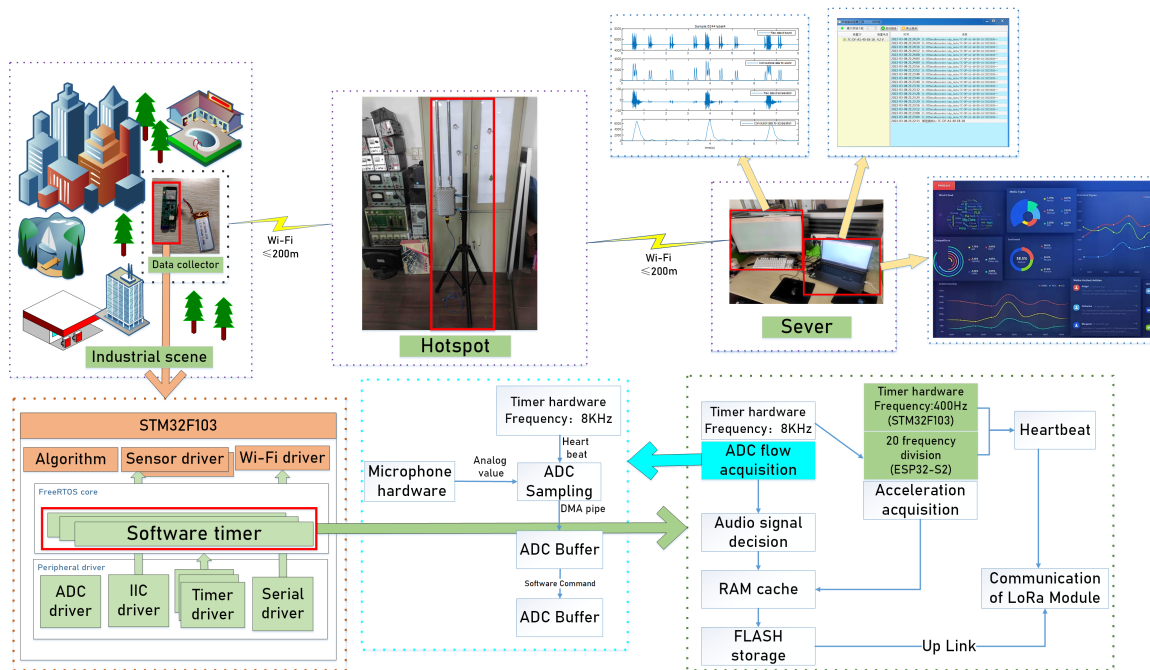 Data collector
Industrial scene
Wi-Fi
≤200m
Hotspot
Wi-Fi
≤200m
Sever
STM32F103
Algorithm
Sensor driver
Wi-Fi driver
FreeRTOS core
Software timer
Peripheral driver
ADC
driver
IIC
driver
Timer
driver
Serial
driver
Timer hardware
Frequency：8KHz
Heart
beat
Microphone
hardware
Analog
value
ADC
Sampling
DMA pipe
ADC Buffer
Software Command
ADC Buffer
Timer hardware
Frequency：8KHz
ADC flow
acquisition
Audio signal
decision
RAM cache
FLASH
storage
Timer hardware
Frequency:400Hz
(STM32F103)
20 frequency
division
(ESP32-S2)
Acceleration
acquisition
Heartbeat
Communication
of LoRa Module
Up Link